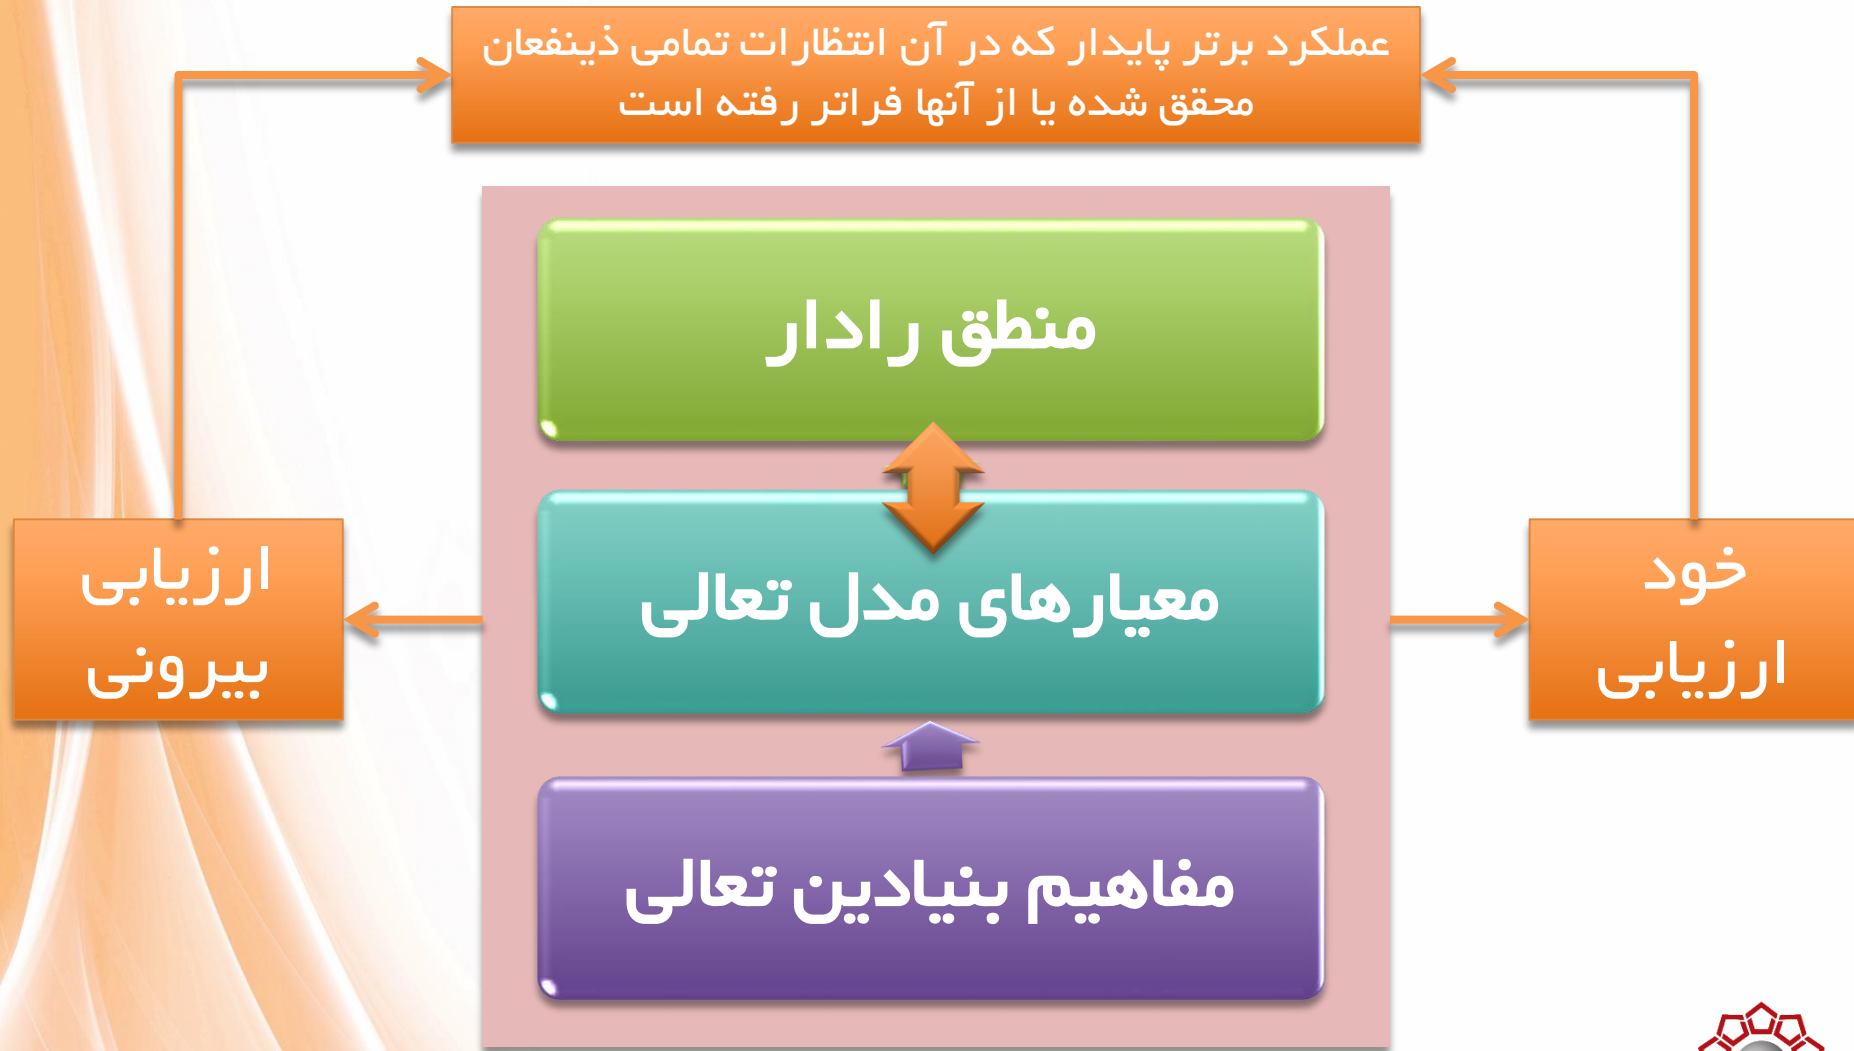 عملکرد برتر پایدار که در آن انتظارات تمامی ذینفعان
محقق شده یا از آنها فراتر رفته است
منطق رادار
معیارهای مدل تعالی
مفاهیم بنیادین تعالی
خود
ارزیابی
ارزیابی
بیرونی